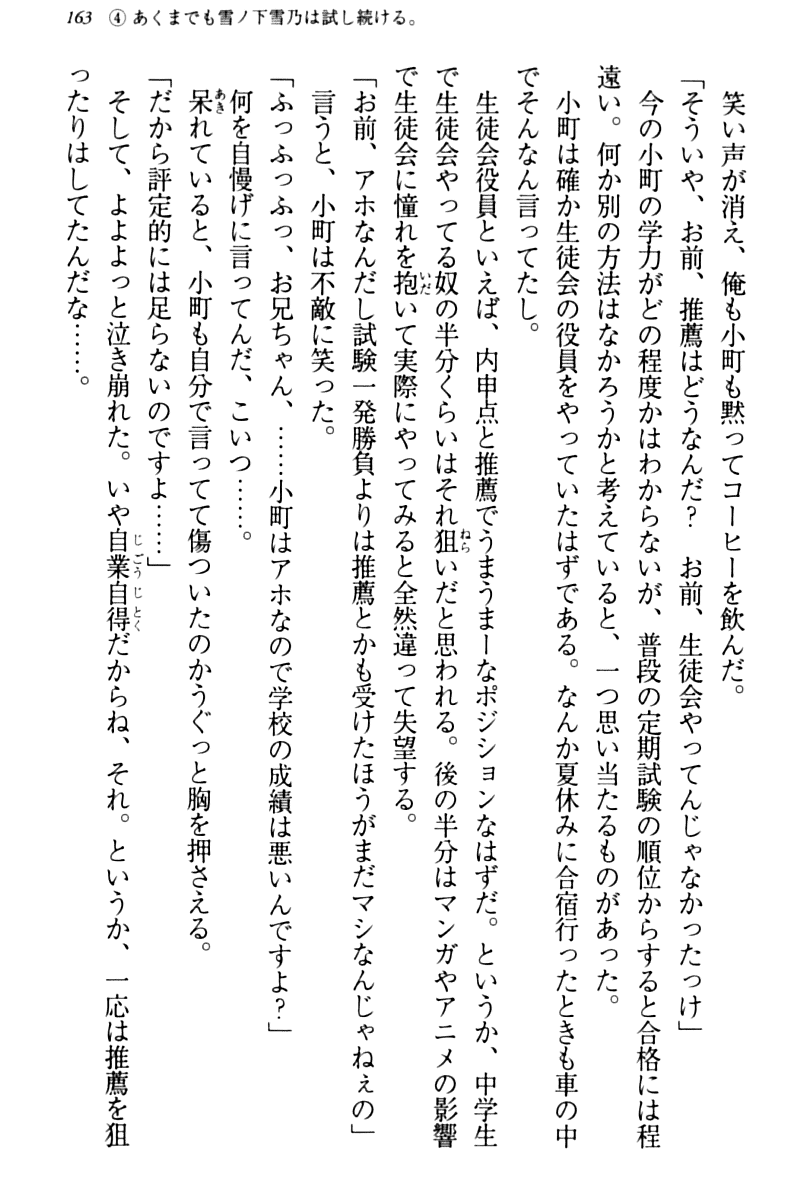 163 ④ あくまでも雪ノ下雪乃は試し続ける。
　笑い声が消え、俺も小町も黙ってコーヒーを飲んだ。
「そういや、お前、推薦はどうなんだ？　お前、生徒会やってんじゃなかったっけ」
　今の小町の学力がどの程度かはわからないが、普段の定期試験の順位からすると合格には程
遠い。何か別の方法はなかろうかと考えていると、一つ思い当たるものがあった。
　小町は確か生徒会の役員をやっていたはずである。なんか夏休みに合宿行ったときも車の中
でそんなん言ってたし。
　生徒会役員といえば、内申点と推薦でうまうまーなポジションなはずだ。というか、中学生
で生徒会やってる奴の半分くらいはそれ狙いだと思われる。後の半分はマンガやアニメの影響
で生徒会に憧れを抱いて実際にやってみると全然違って失望する。
「お前、アホなんだし試験一発勝負よりは推薦とかも受けたほうがまだマシなんじゃねぇの」
　言うと、小町は不敵に笑った。
「ふっふっふっ、お兄ちゃん、……小町はアホなので学校の成績は悪いんですよ？」
　何を自慢げに言ってんだ、こいつ……。
　呆れていると、小町も自分で言ってて傷ついたのかうぐっと胸を押さえる。
「だから評定的には足らないのですよ……」
　そして、よよよっと泣き崩れた。いや自業自得だからね、それ。というか、一応は推薦を狙
ったりはしてたんだな……。